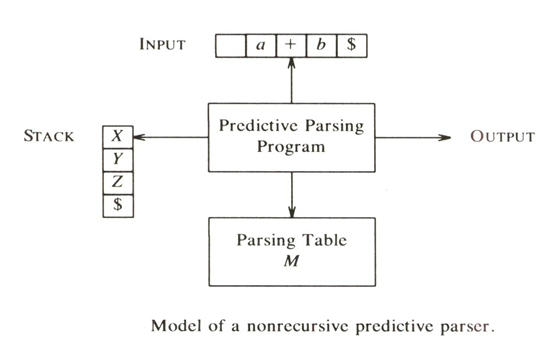 INPUT
a + b $
Predictive Parsing
Program
STACK
X
Y
Z
$
OUTPUT
Parsing Table
M
Model of a nonrecursive predictive parser.